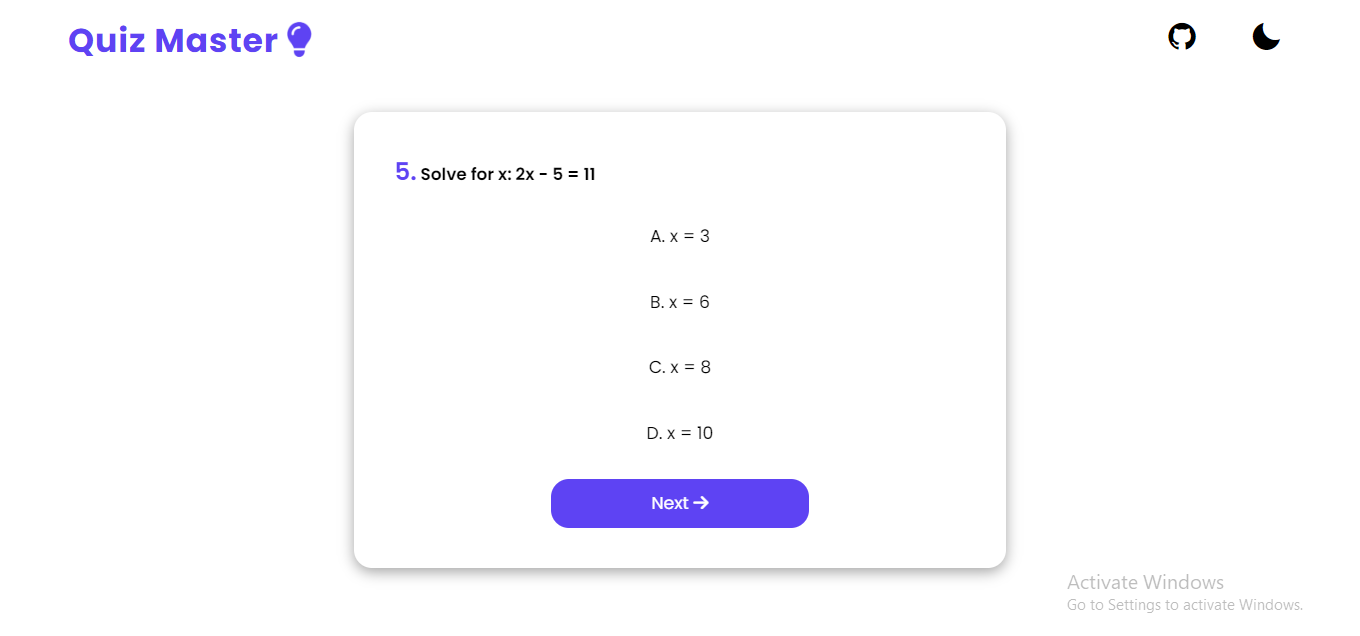 Quiz Master
5. Solve for x: 2x - 5 = 11
A. x = 3
B. x = 6
C. x = 8
D. x = 10
Next →
Activate Windows
Go to Settings to activate Windows.